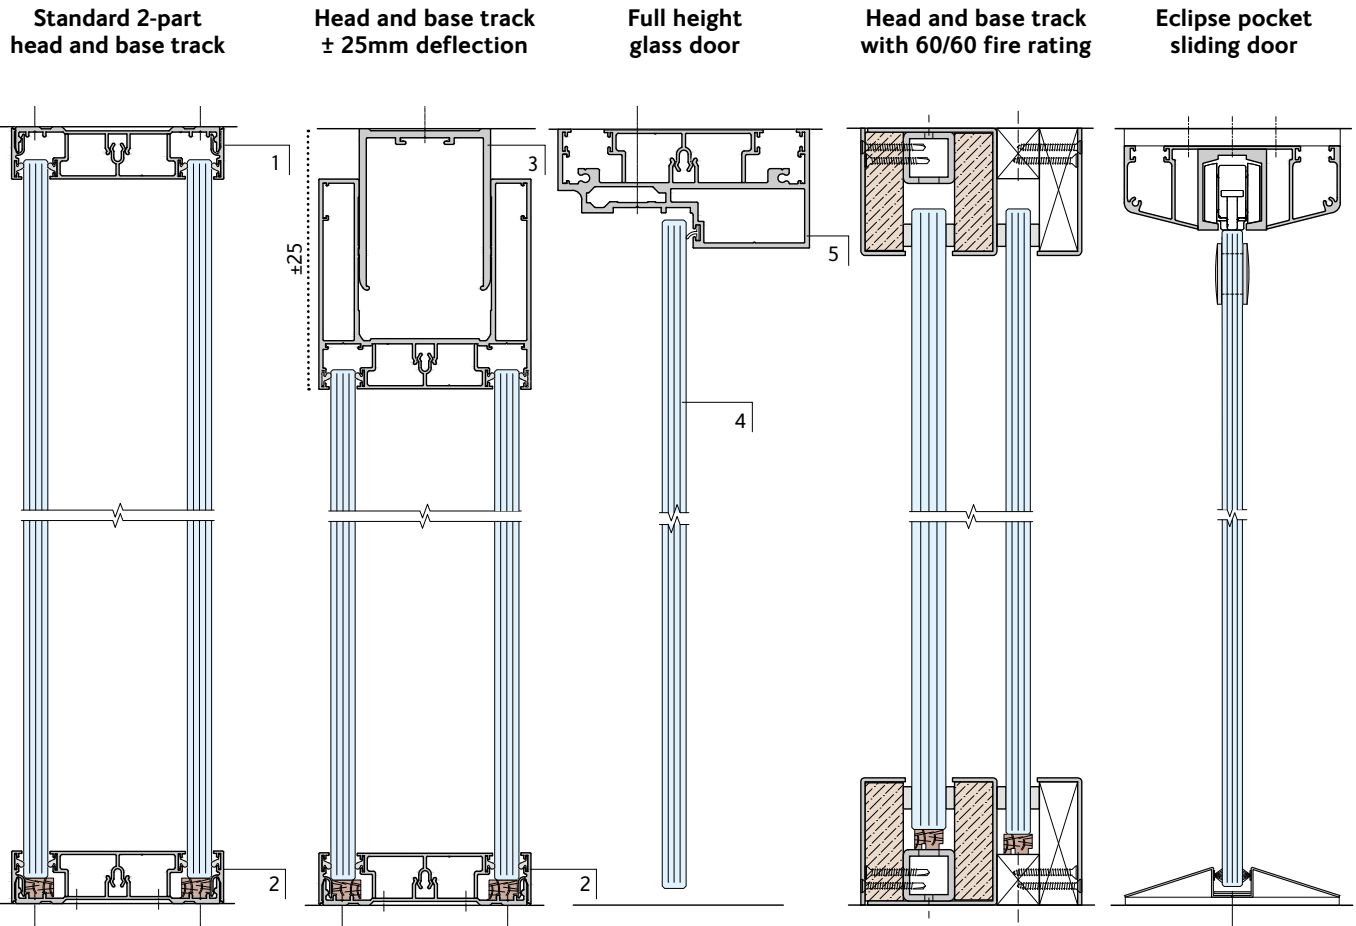 Standard 2-part
head and base track
Head and base track
± 25mm deflection
Full height
glass door
Head and base track
with 60/60 fire rating
Eclipse pocket
sliding door
1
3
±25
5
4
2
2